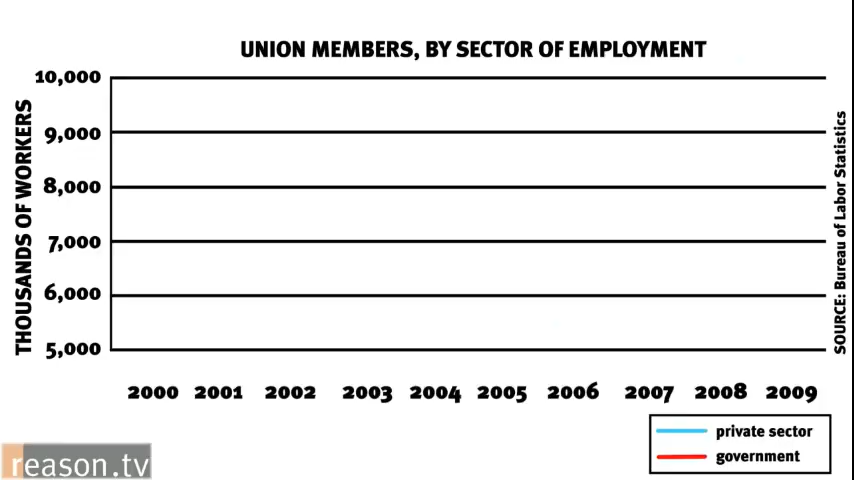 UNION MEMBERS, BY SECTOR OF EMPLOYMENT
THOUSANDS OF WORKERS
10,000
9,000
8,000
7,000
6,000
5,000
2000 2001 2002 2003 2004 2005 2006 2007 2008 2009
SOURCE: Bureau of Labor Statistics
private sector
government
reason.tv